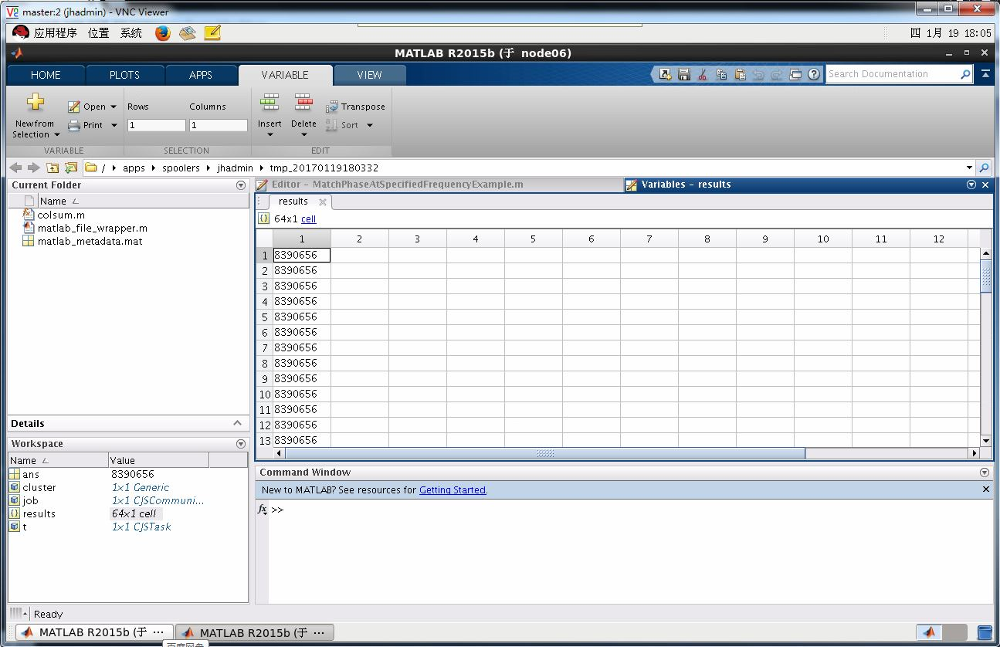 master:2 (jhadmin) - VNC Viewer
应用程序 位置 系统 四 1月 19 18:05
MATLAB R2015b (于 node06)
HOME PLOTS APPS VARIABLE VIEW Search Documentation
New from Selection Open Print Rows Columns Insert Delete Transpose Sort
1 1
VARIABLE SELECTION EDIT
/ apps spoolers jhadmin tmp_20170119180332
Current Folder
Name
colsum.m
matlab_file_wrapper.m
matlab_metadata.mat
Details
Workspace
Name Value
ans 8390656
cluster 1x1 Generic
job 1x1 CJSCommuni...
results 64x1 cell
t 1x1 CJSTask
Editor - MatchPhaseAtSpecifiedFrequencyExample.m Variables - results
results
64x1 cell
1 2 3 4 5 6 7 8 9 10 11 12
1 8390656
2 8390656
3 8390656
4 8390656
5 8390656
6 8390656
7 8390656
8 8390656
9 8390656
10 8390656
11 8390656
12 8390656
13 8390656
Command Window
New to MATLAB? See resources for Getting Started.
fx >>
Ready
MATLAB R2015b (于 ... MATLAB R2015b (于 ...